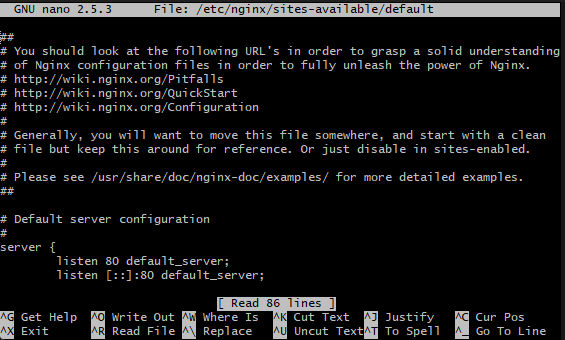 GNU nano 2.5.3 File: /etc/nginx/sites-available/default
##
# You should look at the following URL's in order to grasp a solid understanding
# of Nginx configuration files in order to fully unleash the power of Nginx.
# http://wiki.nginx.org/Pitfalls
# http://wiki.nginx.org/QuickStart
# http://wiki.nginx.org/Configuration
#
# Generally, you will want to move this file somewhere, and start with a clean
# file but keep this around for reference. Or just disable in sites-enabled.
#
# Please see /usr/share/doc/nginx-doc/examples/ for more detailed examples.
##
# Default server configuration
#
server {
listen 80 default_server;
listen [::]:80 default_server;
[ Read 86 lines ]
^G Get Help ^O Write Out ^W Where Is ^K Cut Text ^J Justify ^C Cur Pos
^X Exit ^R Read File ^\ Replace ^U Uncut Text ^T To Spell ^_ Go To Line